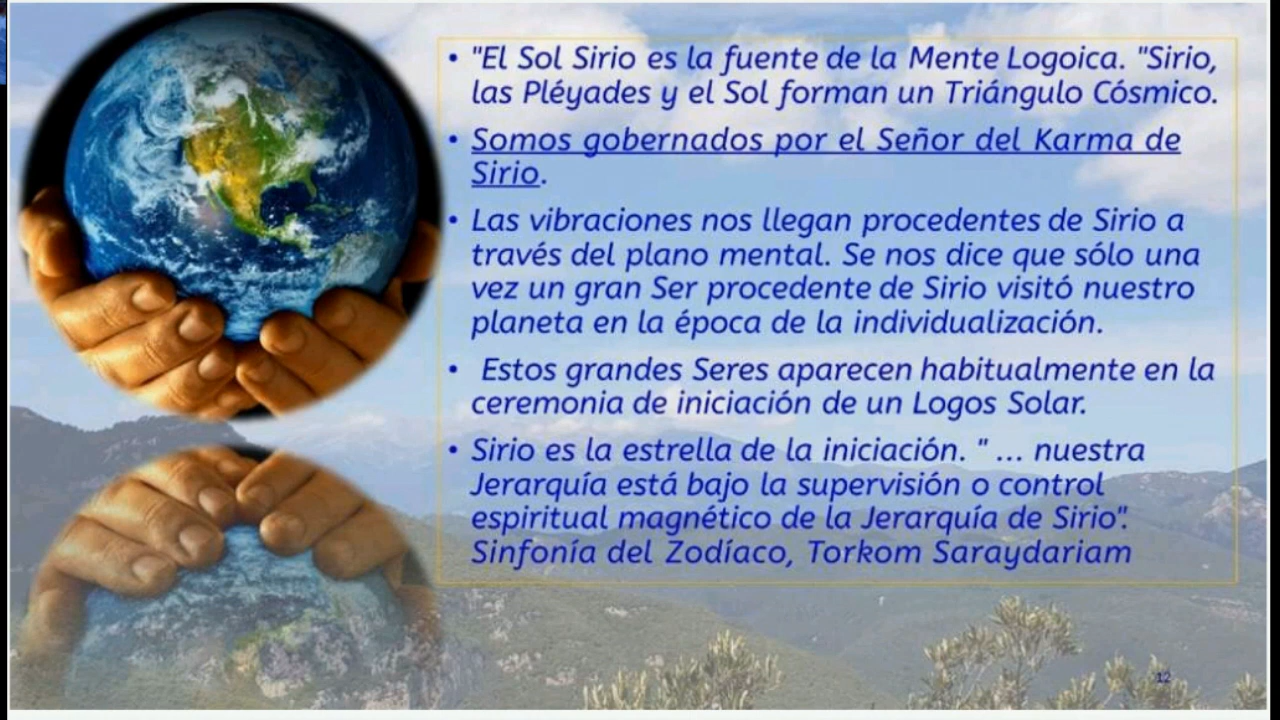 • "El Sol Sirio es la fuente de la Mente Logoica. "Sirio,
las Pléyades y el Sol forman un Triángulo Cósmico.
• Somos gobernados por el Señor del Karma de
Sirio.
• Las vibraciones nos llegan procedentes de Sirio a
través del plano mental. Se nos dice que sólo una
vez un gran Ser procedente de Sirio visitó nuestro
planeta en la época de la individualización.
• Estos grandes Seres aparecen habitualmente en la
ceremonia de iniciación de un Logos Solar.
• Sirio es la estrella de la iniciación. " ... nuestra
Jerarquía está bajo la supervisión o control
espiritual magnético de la Jerarquía de Sirio".
Sinfonía del Zodíaco, Torkom Saraydariam
12